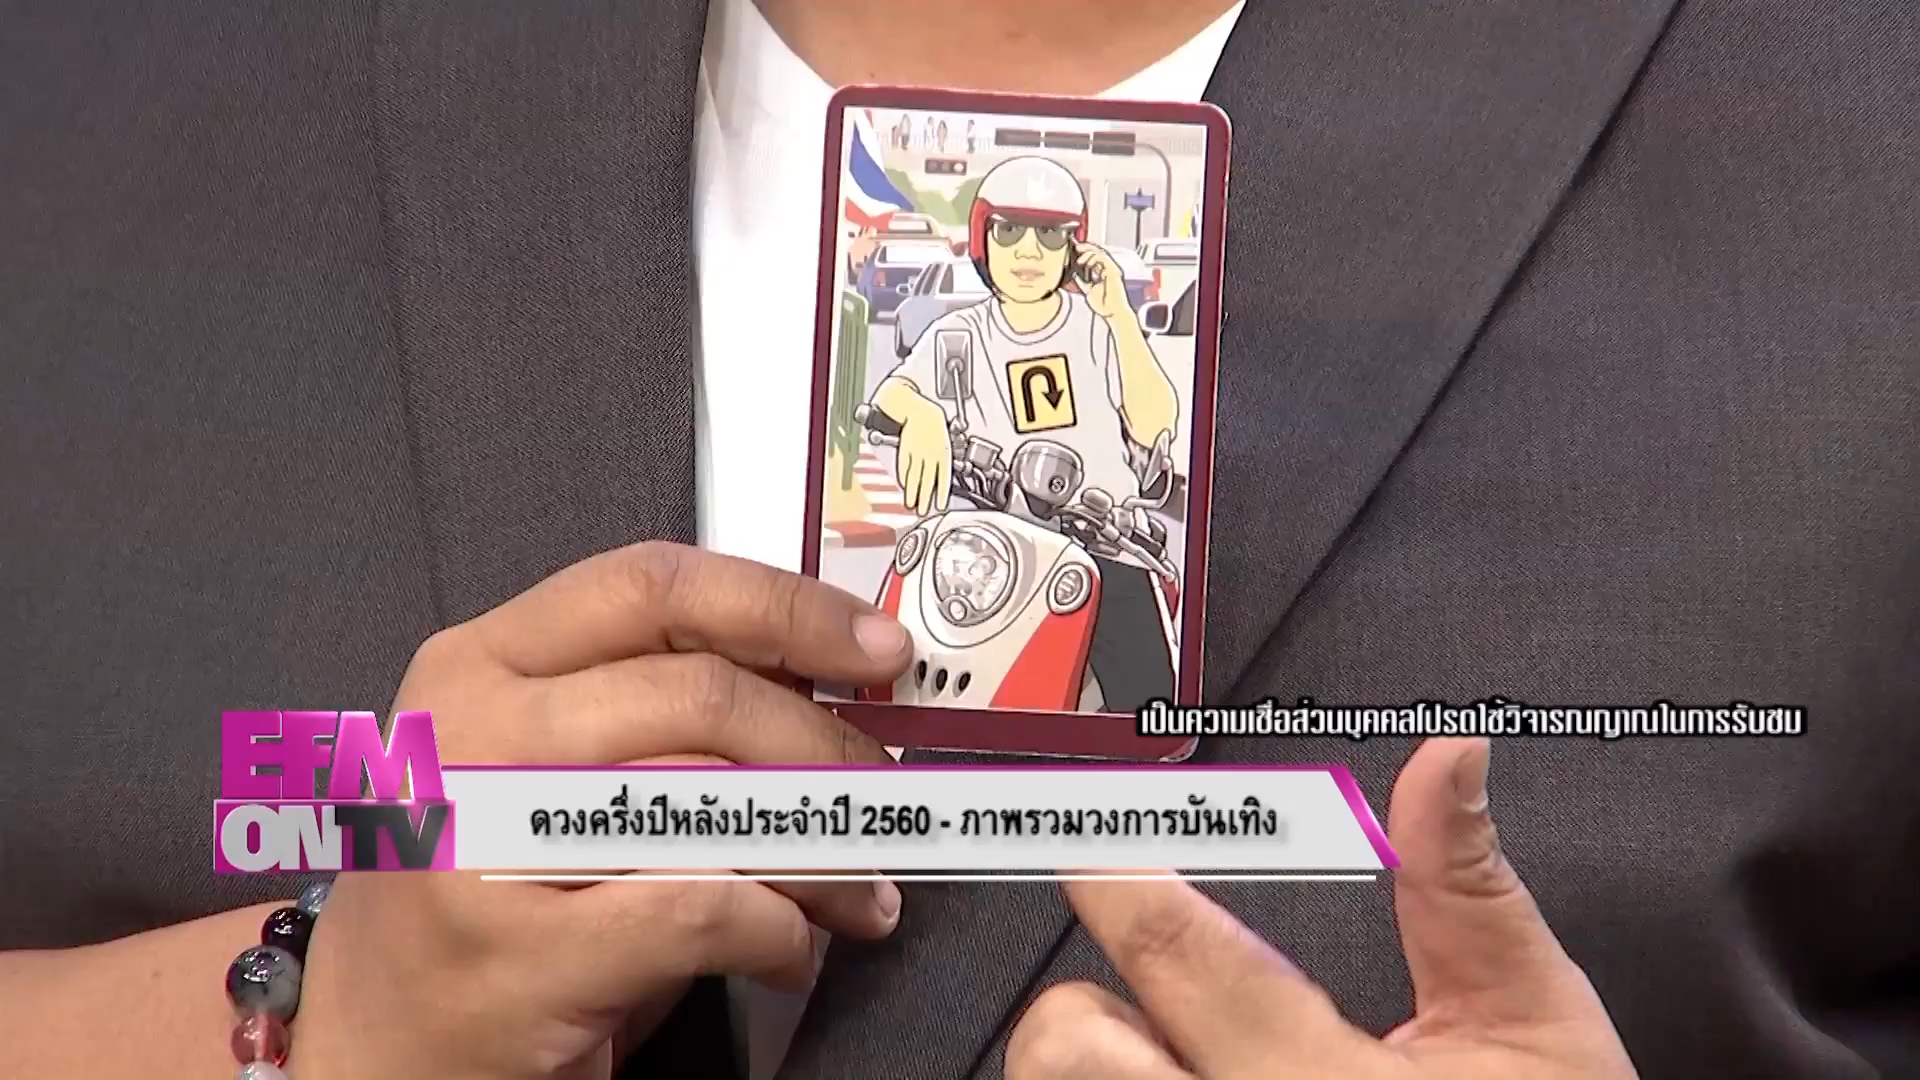 เป็นความเชื่อส่วนบุคคลโปรดใช้วิจารณญาณในการรับชม
EFM
ON TV
ดวงครึ่งปีหลังประจำปี 2560 - ภาพรวมวงการบันเทิง